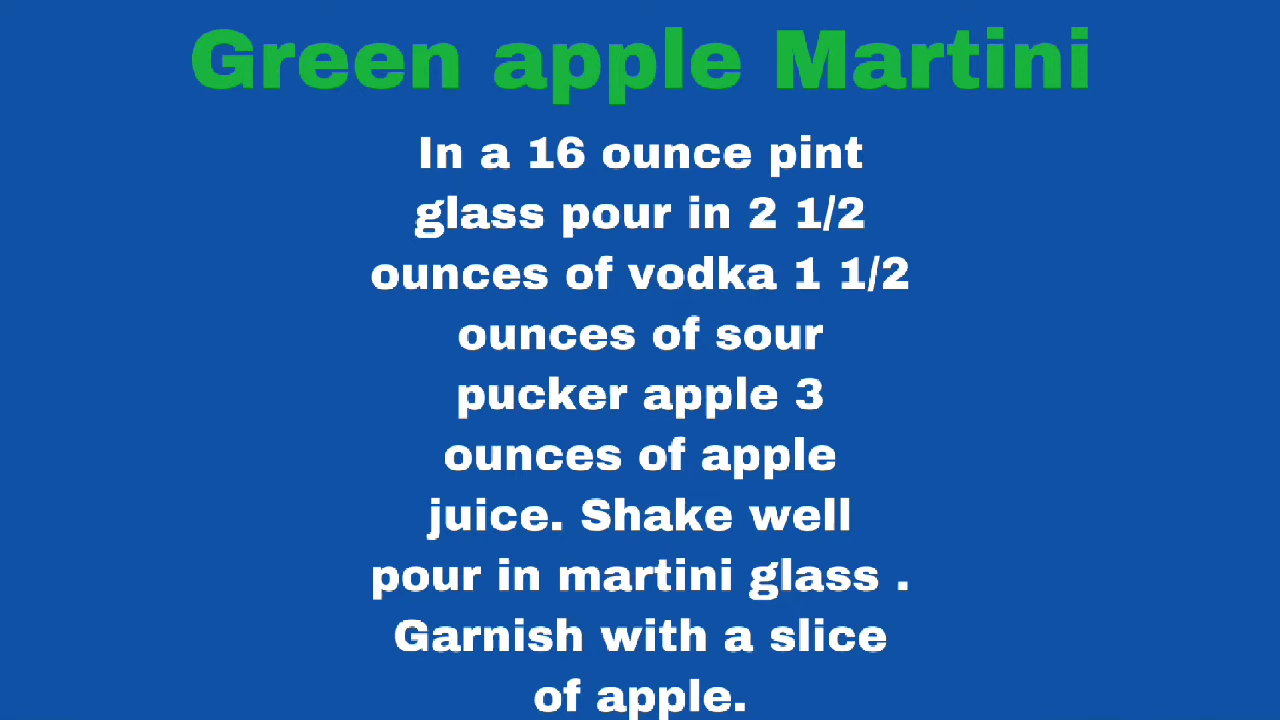 Green apple Martini
In a 16 ounce pint
glass pour in 2 1/2
ounces of vodka 1 1/2
ounces of sour
pucker apple 3
ounces of apple
juice. Shake well
pour in martini glass .
Garnish with a slice
of apple.